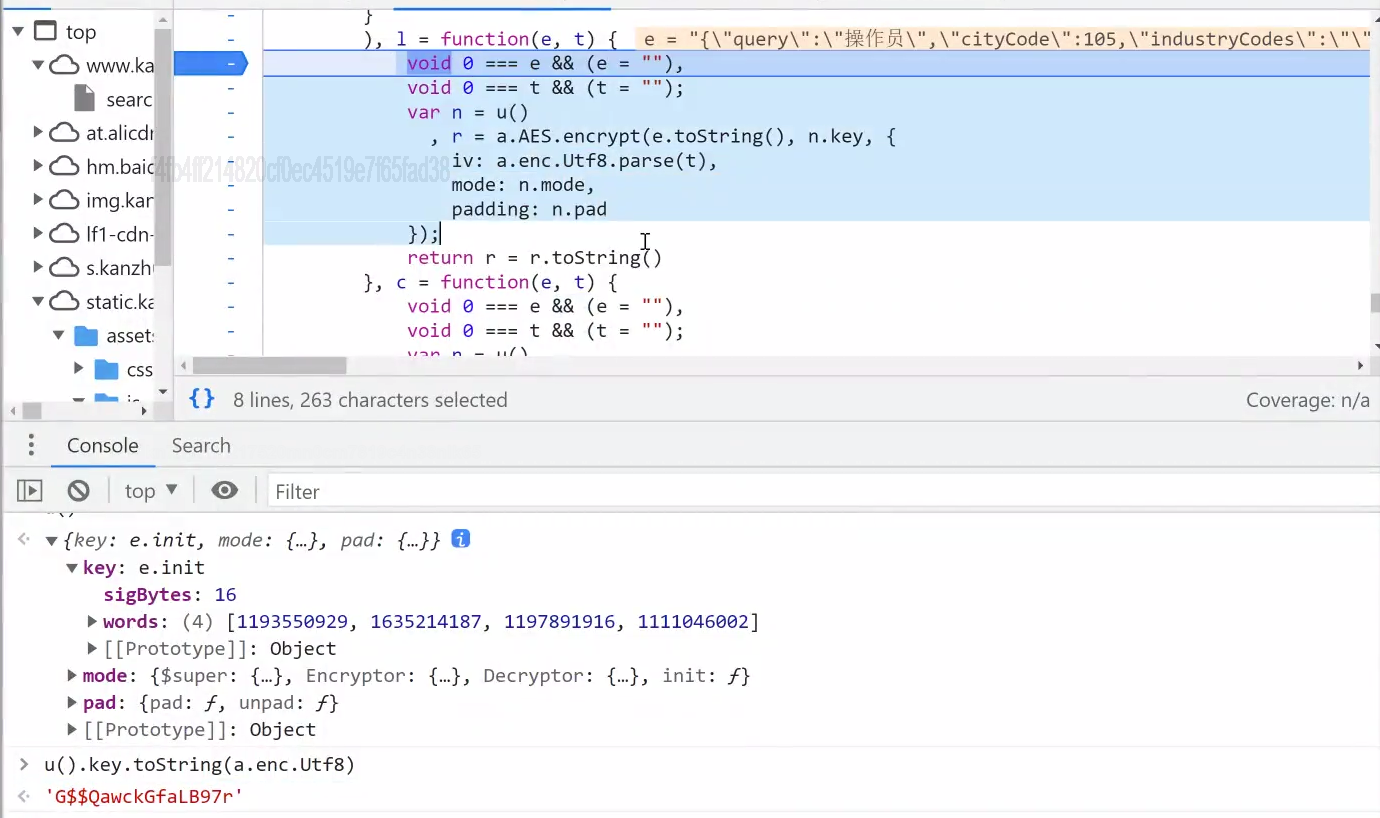 top
www.ka
searc
at.alicdr
hm.baid
img.kar
lf1-cdn-
s.kanzh
static.ka
assets
css
}
), l = function(e, t) { e = "{\"query\":\"操作员\",\"cityCode\":105,\"industryCodes\":\"\"
void 0 === e && (e = ""),
void 0 === t && (t = "");
var n = u()
, r = a.AES.encrypt(e.toString(), n.key, {
iv: a.enc.Utf8.parse(t),
mode: n.mode,
padding: n.pad
});
return r = r.toString()
}, c = function(e, t) {
void 0 === e && (e = ""),
void 0 === t && (t = "");
var n = u()
{} 8 lines, 263 characters selected
Coverage: n/a
Console Search
top Filter
{key: e.init, mode: {…}, pad: {…}}
key: e.init
sigBytes: 16
words: (4) [1193550929, 1635214187, 1197891916, 1111046002]
[[Prototype]]: Object
mode: {$super: {…}, Encryptor: {…}, Decryptor: {…}, init: ƒ}
pad: {pad: ƒ, unpad: ƒ}
[[Prototype]]: Object
> u().key.toString(a.enc.Utf8)
'G$$QawckGfaLB97r'